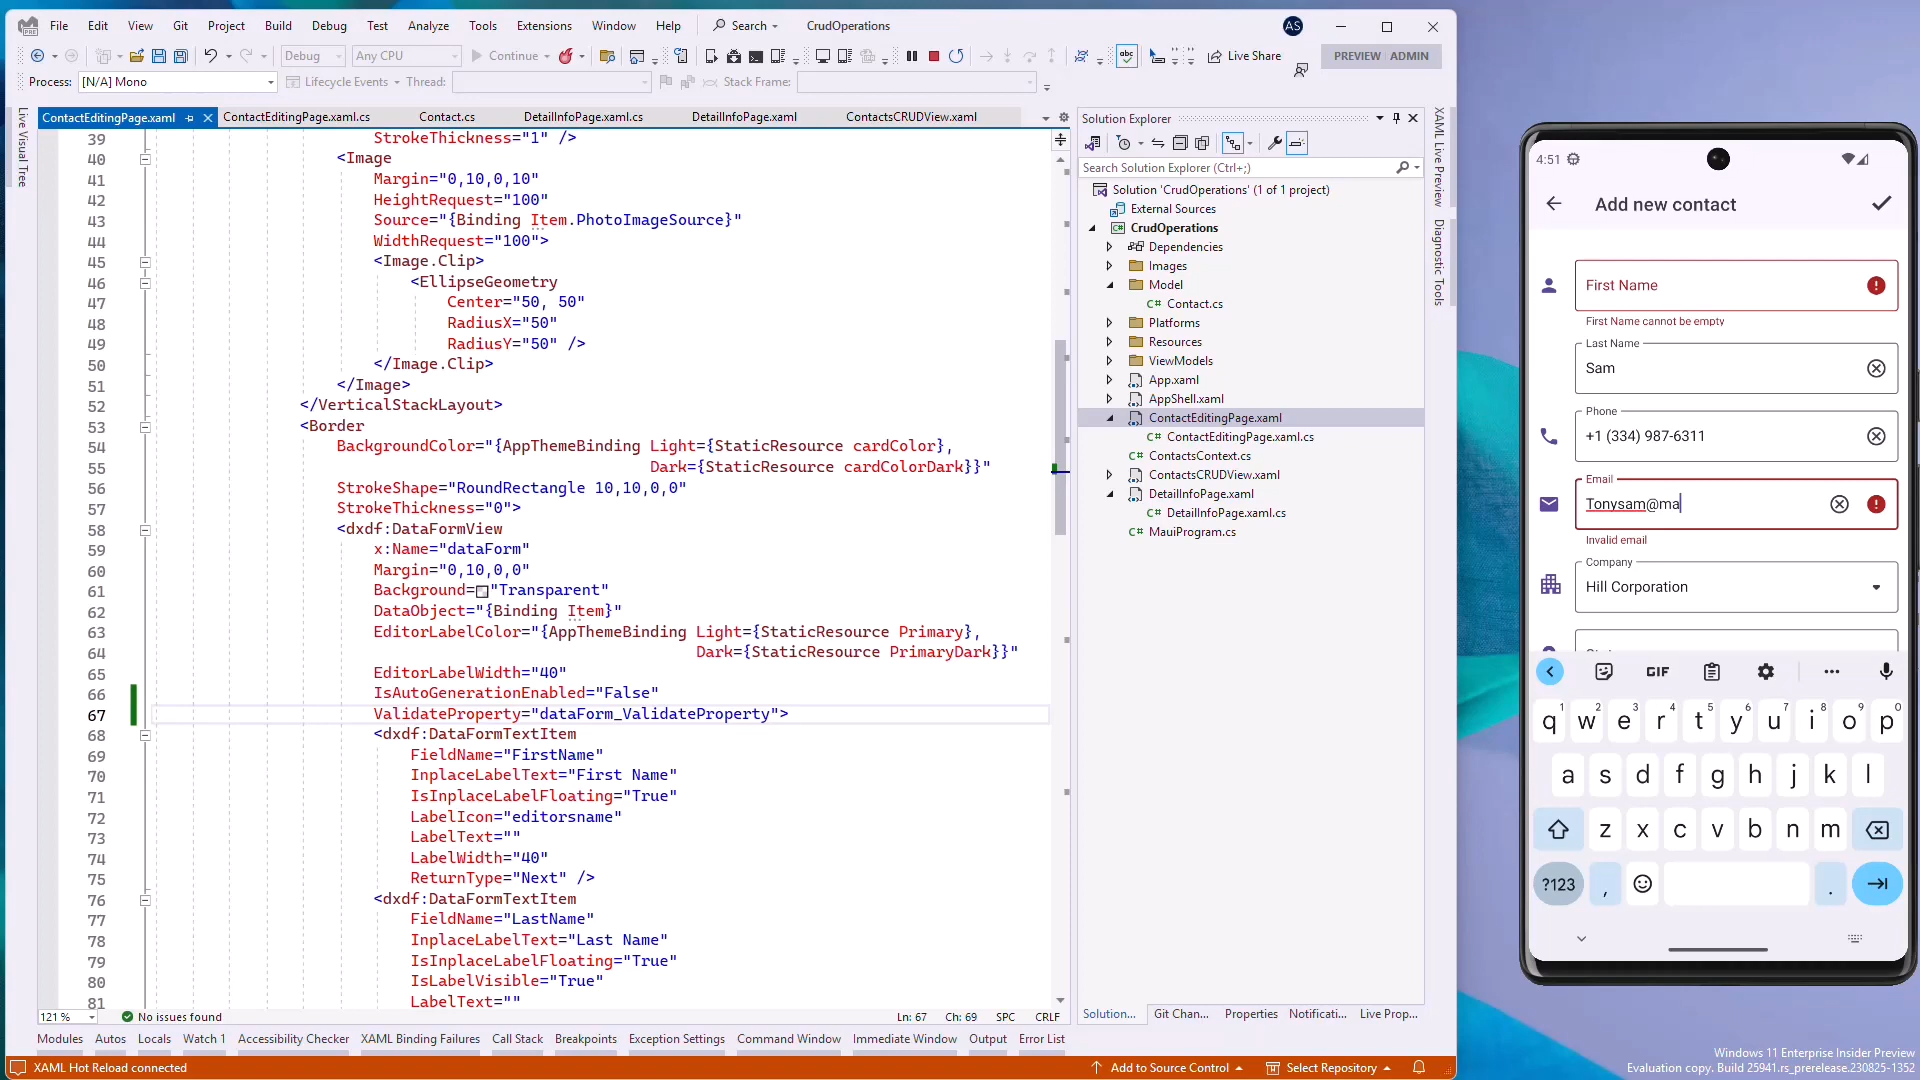 File Edit View Git Project Build Debug Test Analyze Tools Extensions Window Help Search CrudOperations AS
Debug Any CPU Continue Live Share PREVIEW ADMIN
Process: [N/A] Mono Lifecycle Events Thread: Stack Frame:
Live Visual Tree
ContactEditingPage.xaml ContactEditingPage.xaml.cs Contact.cs DetailInfoPage.xaml.cs DetailInfoPage.xaml ContactsCRUDView.xaml
39 StrokeThickness="1" />
40 <Image
41 Margin="0,10,0,10"
42 HeightRequest="100"
43 Source="{Binding Item.PhotoImageSource}"
44 WidthRequest="100">
45 <Image.Clip>
46 <EllipseGeometry
47 Center="50, 50"
48 RadiusX="50"
49 RadiusY="50" />
50 </Image.Clip>
51 </Image>
52 </VerticalStackLayout>
53 <Border
54 BackgroundColor="{AppThemeBinding Light={StaticResource cardColor},
55 Dark={StaticResource cardColorDark}}"
56 StrokeShape="RoundRectangle 10,10,0,0"
57 StrokeThickness="0">
58 <dxdf:DataFormView
59 x:Name="dataForm"
60 Margin="0,10,0,0"
61 Background="Transparent"
62 DataObject="{Binding Item}"
63 EditorLabelColor="{AppThemeBinding Light={StaticResource Primary},
64 Dark={StaticResource PrimaryDark}}"
65 EditorLabelWidth="40"
66 IsAutoGenerationEnabled="False"
67 ValidateProperty="dataForm_ValidateProperty">
68 <dxdf:DataFormTextItem
69 FieldName="FirstName"
70 InplaceLabelText="First Name"
71 IsInplaceLabelFloating="True"
72 LabelIcon="editorsname"
73 LabelText=""
74 LabelWidth="40"
75 ReturnType="Next" />
76 <dxdf:DataFormTextItem
77 FieldName="LastName"
78 InplaceLabelText="Last Name"
79 IsInplaceLabelFloating="True"
80 IsLabelVisible="True"
81 LabelText=""
121 % No issues found Ln: 67 Ch: 69 SPC CRLF
Solution Explorer
Search Solution Explorer (Ctrl+;)
Solution 'CrudOperations' (1 of 1 project)
External Sources
CrudOperations
Dependencies
Images
Model
C# Contact.cs
Platforms
Resources
ViewModels
App.xaml
AppShell.xaml
ContactEditingPage.xaml
C# ContactEditingPage.xaml.cs
C# ContactsContext.cs
ContactsCRUDView.xaml
DetailInfoPage.xaml
C# DetailInfoPage.xaml.cs
C# MauiProgram.cs
Solution... Git Chan... Properties Notificati... Live Prop...
XAML Live Preview
Diagnostic Tools
Modules Autos Locals Watch 1 Accessibility Checker XAML Binding Failures Call Stack Breakpoints Exception Settings Command Window Immediate Window Output Error List
XAML Hot Reload connected Add to Source Control Select Repository
4:51
Add new contact
First Name
First Name cannot be empty
Last Name
Sam
Phone
+1 (334) 987-6311
Email
Tonysam@ma
Invalid email
Company
Hill Corporation
GIF
q1 w2 e3 r4 t5 y6 u7 i8 o9 p0
a s d f g h j k l
z x c v b n m
?123 , .
Windows 11 Enterprise Insider Preview
Evaluation copy. Build 25941.rs_prerelease.230825-1352